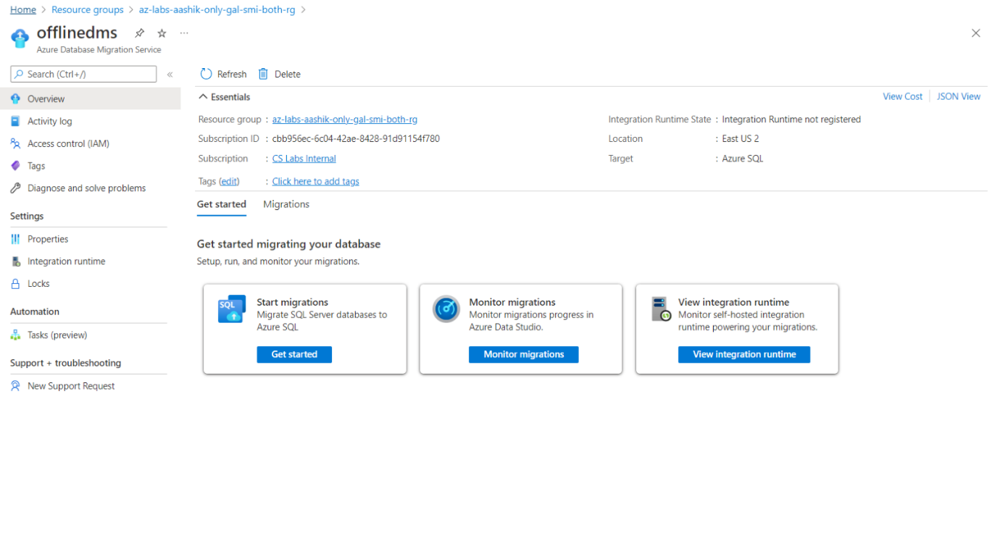 Home > Resource groups > az-labs-aashik-only-gal-smi-both-rg >
offlinedms ...
Azure Database Migration Service
Search (Ctrl+/)
«
Overview
Activity log
Access control (IAM)
Tags
Diagnose and solve problems
Settings
Properties
Integration runtime
Locks
Automation
Tasks (preview)
Support + troubleshooting
New Support Request
Refresh Delete
Essentials
View Cost JSON View
Resource group : az-labs-aashik-only-gal-smi-both-rg
Subscription ID : cbb956ec-6c04-42ae-8428-91d91154f780
Subscription : CS Labs Internal
Tags (edit) : Click here to add tags
Integration Runtime State : Integration Runtime not registered
Location : East US 2
Target : Azure SQL
Get started Migrations
Get started migrating your database
Setup, run, and monitor your migrations.
SQL
Start migrations
Migrate SQL Server databases to
Azure SQL
Get started
Monitor migrations
Monitor migrations progress in
Azure Data Studio.
Monitor migrations
View integration runtime
Monitor self-hosted integration
runtime powering your migrations.
View integration runtime